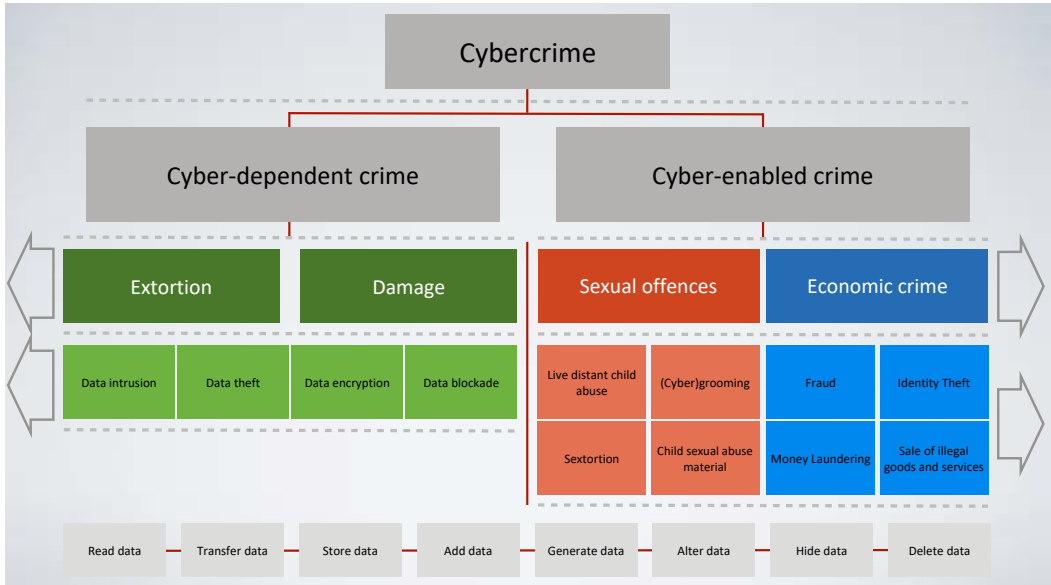 Cybercrime
Cyber-dependent crime
Cyber-enabled crime
Extortion
Damage
Sexual offences
Economic crime
Data intrusion
Data theft
Data encryption
Data blockade
Live distant child
abuse
(Cyber)grooming
Fraud
Identity Theft
Sextortion
Child sexual abuse
material
Money Laundering
Sale of illegal
goods and services
Read data
Transfer data
Store data
Add data
Generate data
Alter data
Hide data
Delete data